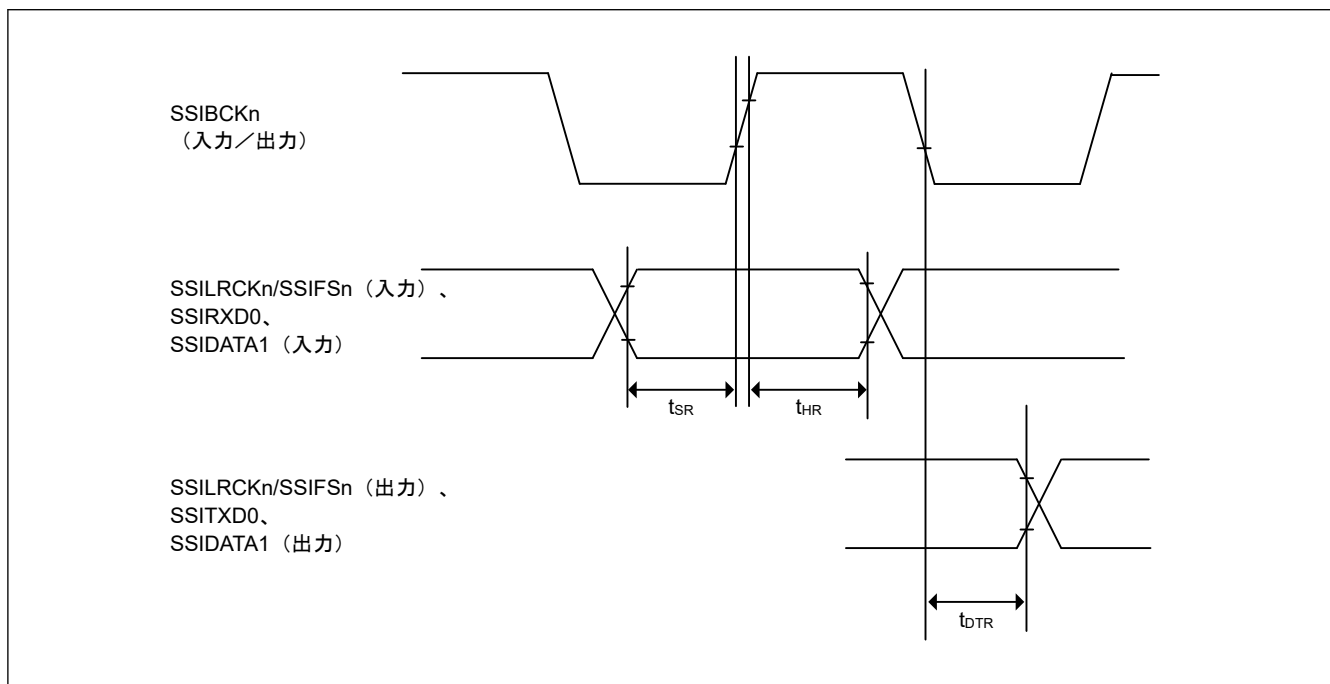 SSIBCKn
（入力／出力）
SSILRCKn/SSIFSn（入力）、
SSIRXD0、
SSIDATA1（入力）
tSR
tHR
SSILRCKn/SSIFSn（出力）、
SSITXD0、
SSIDATA1（出力）
tDTR